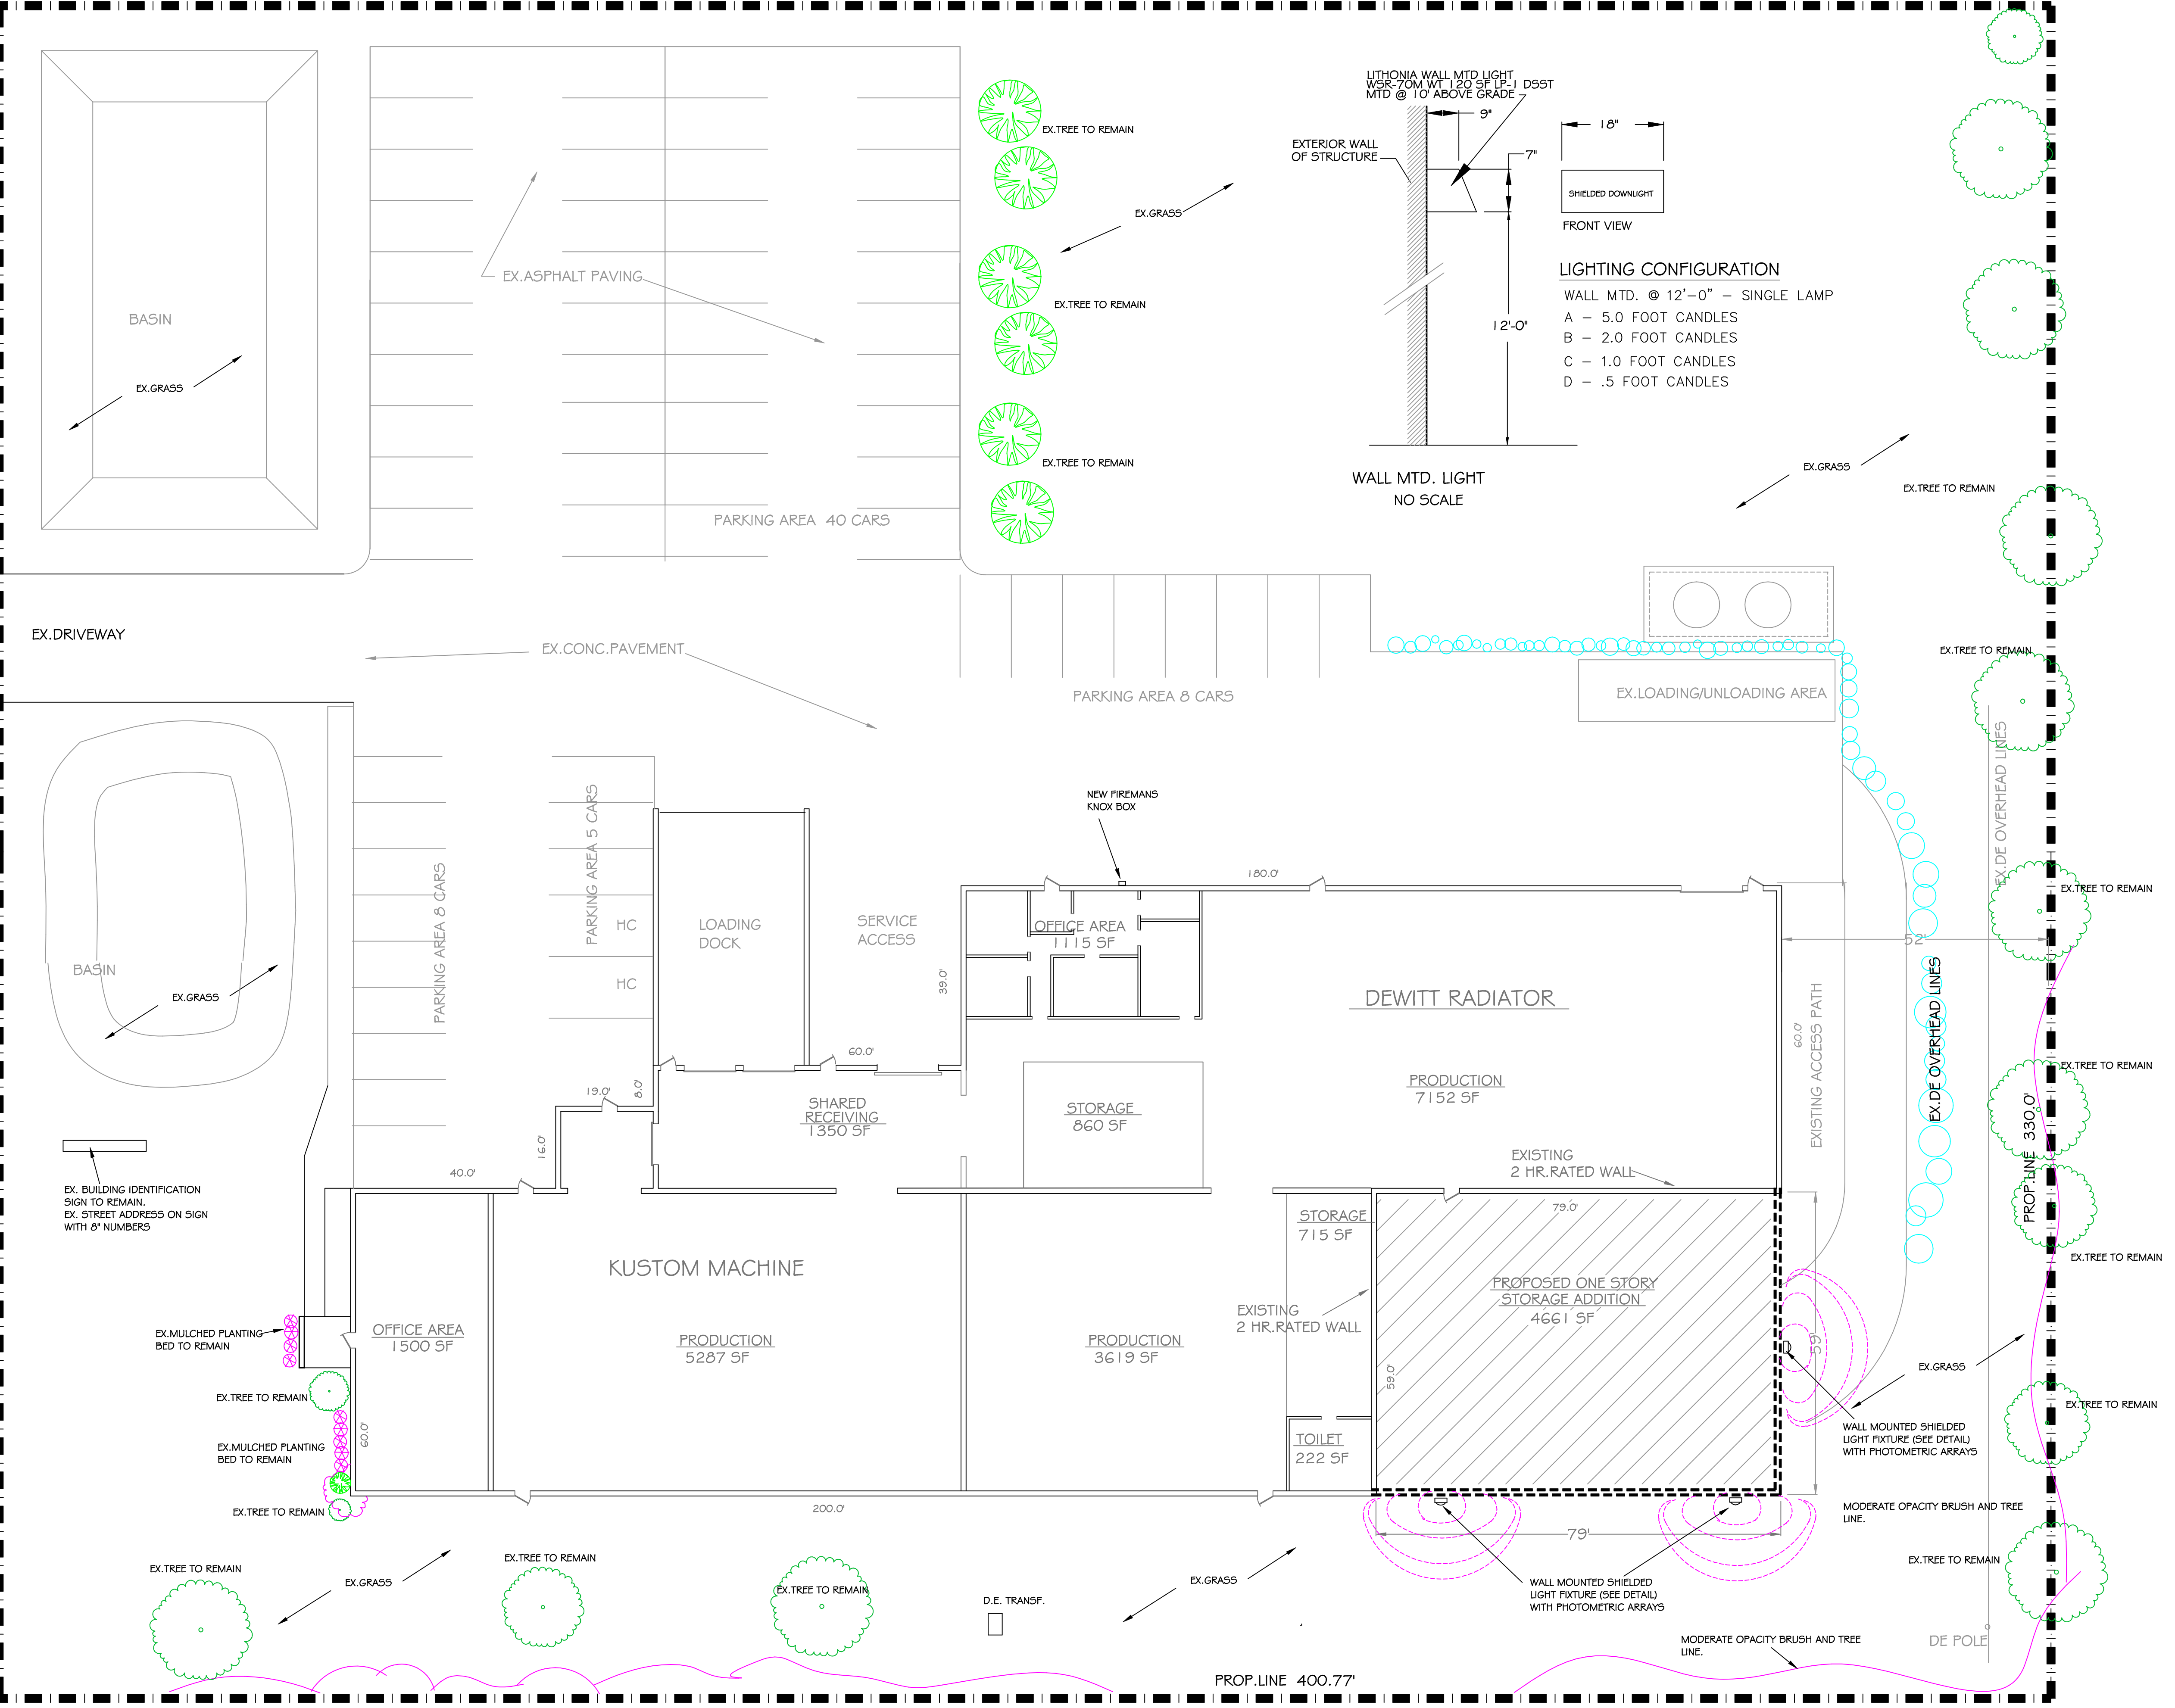 LITHONIA WALL MTD LIGHT
WSR-70M WT 120 SF LP-1 DSST
MTD @ 10' ABOVE GRADE
9"
18"
EXTERIOR WALL
OF STRUCTURE
7"
SHIELDED DOWNLIGHT
FRONT VIEW
LIGHTING CONFIGURATION
WALL MTD. @ 12'-0" - SINGLE LAMP
A - 5.0 FOOT CANDLES
B - 2.0 FOOT CANDLES
C - 1.0 FOOT CANDLES
D - .5 FOOT CANDLES
12'-0"
WALL MTD. LIGHT
NO SCALE
EX.TREE TO REMAIN
EX.GRASS
EX.ASPHALT PAVING
EX.TREE TO REMAIN
BASIN
EX.GRASS
EX.TREE TO REMAIN
EX.GRASS
EX.TREE TO REMAIN
PARKING AREA 40 CARS
EX.DRIVEWAY
EX.CONC.PAVEMENT
EX.TREE TO REMAIN
PARKING AREA 8 CARS
EX.LOADING/UNLOADING AREA
EX.DE OVERHEAD LINES
NEW FIREMANS
KNOX BOX
PARKING AREA 5 CARS
PARKING AREA 8 CARS
180.0'
EX.TREE TO REMAIN
HC
LOADING
DOCK
SERVICE
ACCESS
OFFICE AREA
1115 SF
52'
BASIN
EX.GRASS
HC
39.0'
DEWITT RADIATOR
EXISTING ACCESS PATH
EX.DE OVERHEAD LINES
60.0'
60.0'
EX.TREE TO REMAIN
19.0'
8.0'
SHARED
RECEIVING
1350 SF
STORAGE
860 SF
PRODUCTION
7152 SF
PROP.LINE 330.0'
16.0'
40.0'
EXISTING
2 HR.RATED WALL
EX. BUILDING IDENTIFICATION
SIGN TO REMAIN.
EX. STREET ADDRESS ON SIGN
WITH 8" NUMBERS
STORAGE
715 SF
79.0'
EX.TREE TO REMAIN
KUSTOM MACHINE
PROPOSED ONE STORY
STORAGE ADDITION
4661 SF
EXISTING
2 HR.RATED WALL
59'
EX.MULCHED PLANTING
BED TO REMAIN
OFFICE AREA
1500 SF
PRODUCTION
5287 SF
PRODUCTION
3619 SF
EX.GRASS
59.0'
EX.TREE TO REMAIN
EX.TREE TO REMAIN
60.0'
TOILET
222 SF
WALL MOUNTED SHIELDED
LIGHT FIXTURE (SEE DETAIL)
WITH PHOTOMETRIC ARRAYS
EX.MULCHED PLANTING
BED TO REMAIN
EX.TREE TO REMAIN
200.0'
79'
MODERATE OPACITY BRUSH AND TREE
LINE.
EX.TREE TO REMAIN
EX.TREE TO REMAIN
EX.TREE TO REMAIN
EX.TREE TO REMAIN
EX.GRASS
EX.GRASS
WALL MOUNTED SHIELDED
LIGHT FIXTURE (SEE DETAIL)
WITH PHOTOMETRIC ARRAYS
D.E. TRANSF.
MODERATE OPACITY BRUSH AND TREE
LINE.
DE POLE
PROP.LINE 400.77'